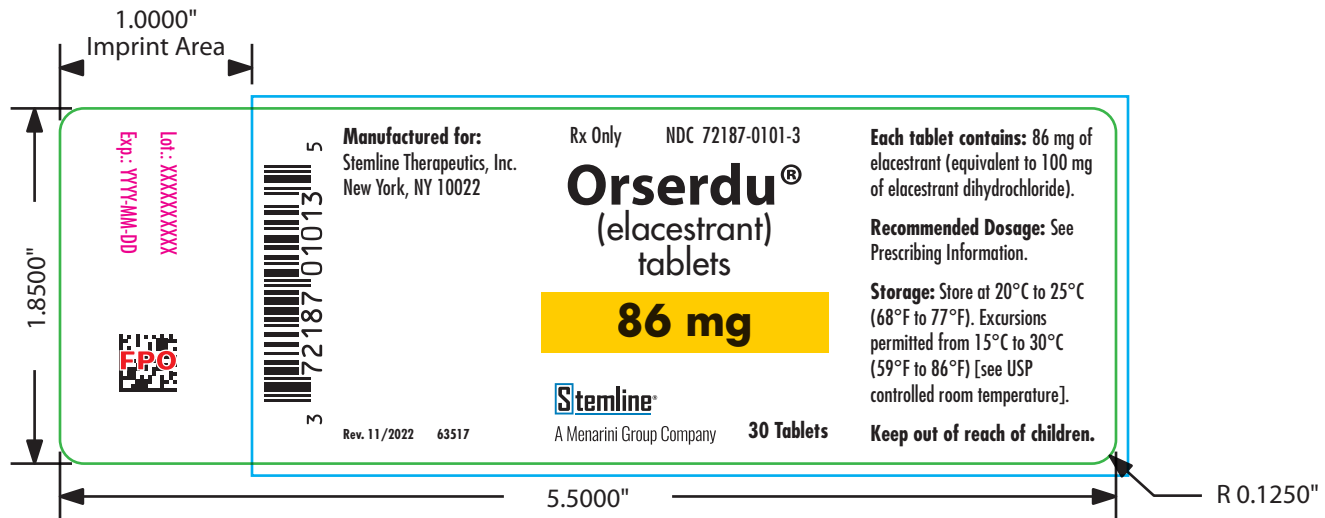 1.0000"
Imprint Area
1.8500"
Lot.: XXXXXXXXX
Exp.: YYYY-MM-DD
FPO
3 72187 01013 5
Manufactured for:
Stemline Therapeutics, Inc.
New York, NY 10022
Rev. 11/2022 63517
Rx Only NDC 72187-0101-3
Orserdu®
(elacestrant)
tablets
86 mg
Stemline®
A Menarini Group Company 30 Tablets
Each tablet contains: 86 mg of
elacestrant (equivalent to 100 mg
of elacestrant dihydrochloride).
Recommended Dosage: See
Prescribing Information.
Storage: Store at 20°C to 25°C
(68°F to 77°F). Excursions
permitted from 15°C to 30°C
(59°F to 86°F) [see USP
controlled room temperature].
Keep out of reach of children.
5.5000"
R 0.1250"